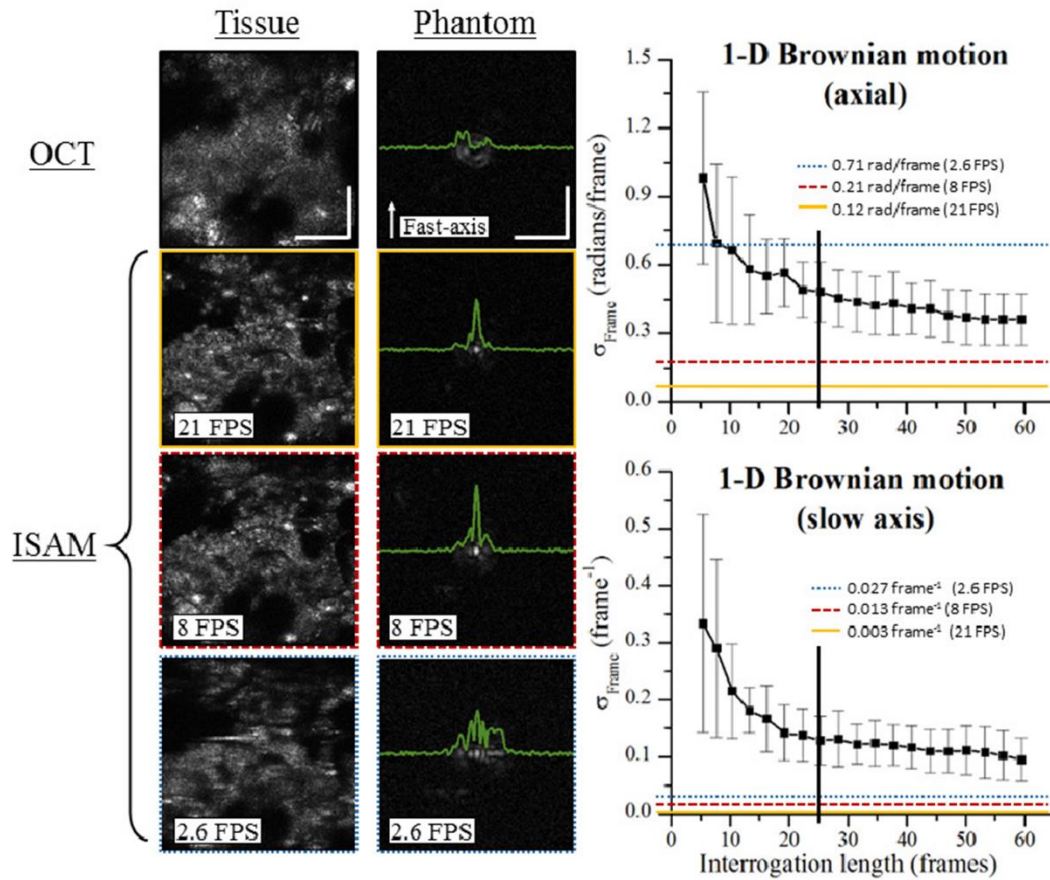 Tissue
Phantom
OCT
Fast-axis
21 FPS
21 FPS
ISAM
8 FPS
8 FPS
2.6 FPS
2.6 FPS
1-D Brownian motion
(axial)
0.71 rad/frame (2.6 FPS)
0.21 rad/frame (8 FPS)
0.12 rad/frame (21 FPS)
σFrame (radians/frame)
1.5
1.2
0.9
0.6
0.3
0.0
0 10 20 30 40 50 60
1-D Brownian motion
(slow axis)
0.027 frame⁻¹ (2.6 FPS)
0.013 frame⁻¹ (8 FPS)
0.003 frame⁻¹ (21 FPS)
σFrame (frame⁻¹)
0.6
0.5
0.4
0.3
0.2
0.1
0.0
0 10 20 30 40 50 60
Interrogation length (frames)